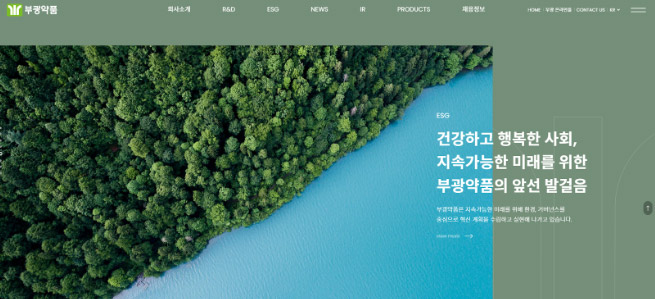 부광약품
회사소개 R&D ESG NEWS IR PRODUCTS 채용정보
HOME 부광 온라인몰 CONTACT US KR
ESG
건강하고 행복한 사회,
지속가능한 미래를 위한
부광약품의 앞선 발걸음
부광약품은 지속가능한 미래를 위해 환경, 거버넌스를
중심으로 혁신 계획을 수립하고 실현해 나가고 있습니다.
VIEW MORE